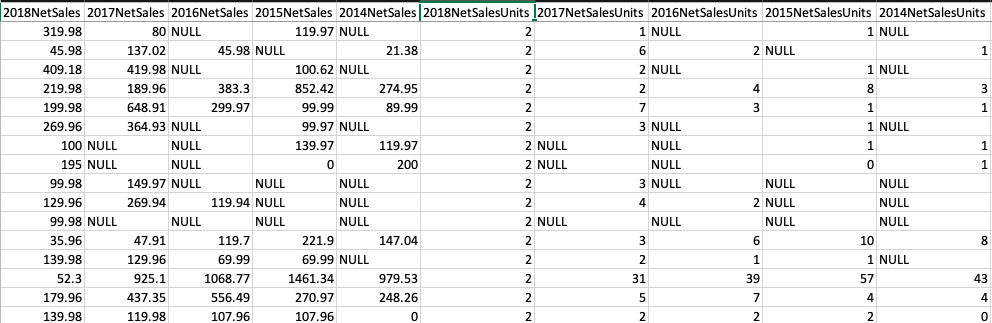 2018NetSales 2017NetSales 2016NetSales 2015NetSales 2014NetSales 2018NetSalesUnits 2017NetSalesUnits 2016NetSalesUnits 2015NetSalesUnits 2014NetSalesUnits
319.98 80 NULL 119.97 NULL 2 1 NULL 1 NULL
45.98 137.02 45.98 NULL 21.38 2 6 2 NULL 1
409.18 419.98 NULL 100.62 NULL 2 2 NULL 1 NULL
219.98 189.96 383.3 852.42 274.95 2 2 4 8 3
199.98 648.91 299.97 99.99 89.99 2 7 3 1 1
269.96 364.93 NULL 99.97 NULL 2 3 NULL 1 NULL
100 NULL NULL 139.97 119.97 2 NULL NULL 1 1
195 NULL NULL 0 200 2 NULL NULL 0 1
99.98 149.97 NULL NULL NULL 2 3 NULL NULL NULL
129.96 269.94 119.94 NULL NULL 2 4 2 NULL NULL
99.98 NULL NULL NULL NULL 2 NULL NULL NULL NULL
35.96 47.91 119.7 221.9 147.04 2 3 6 10 8
139.98 129.96 69.99 69.99 NULL 2 2 1 1 NULL
52.3 925.1 1068.77 1461.34 979.53 2 31 39 57 43
179.96 437.35 556.49 270.97 248.26 2 5 7 4 4
139.98 119.98 107.96 107.96 0 2 2 2 2 0